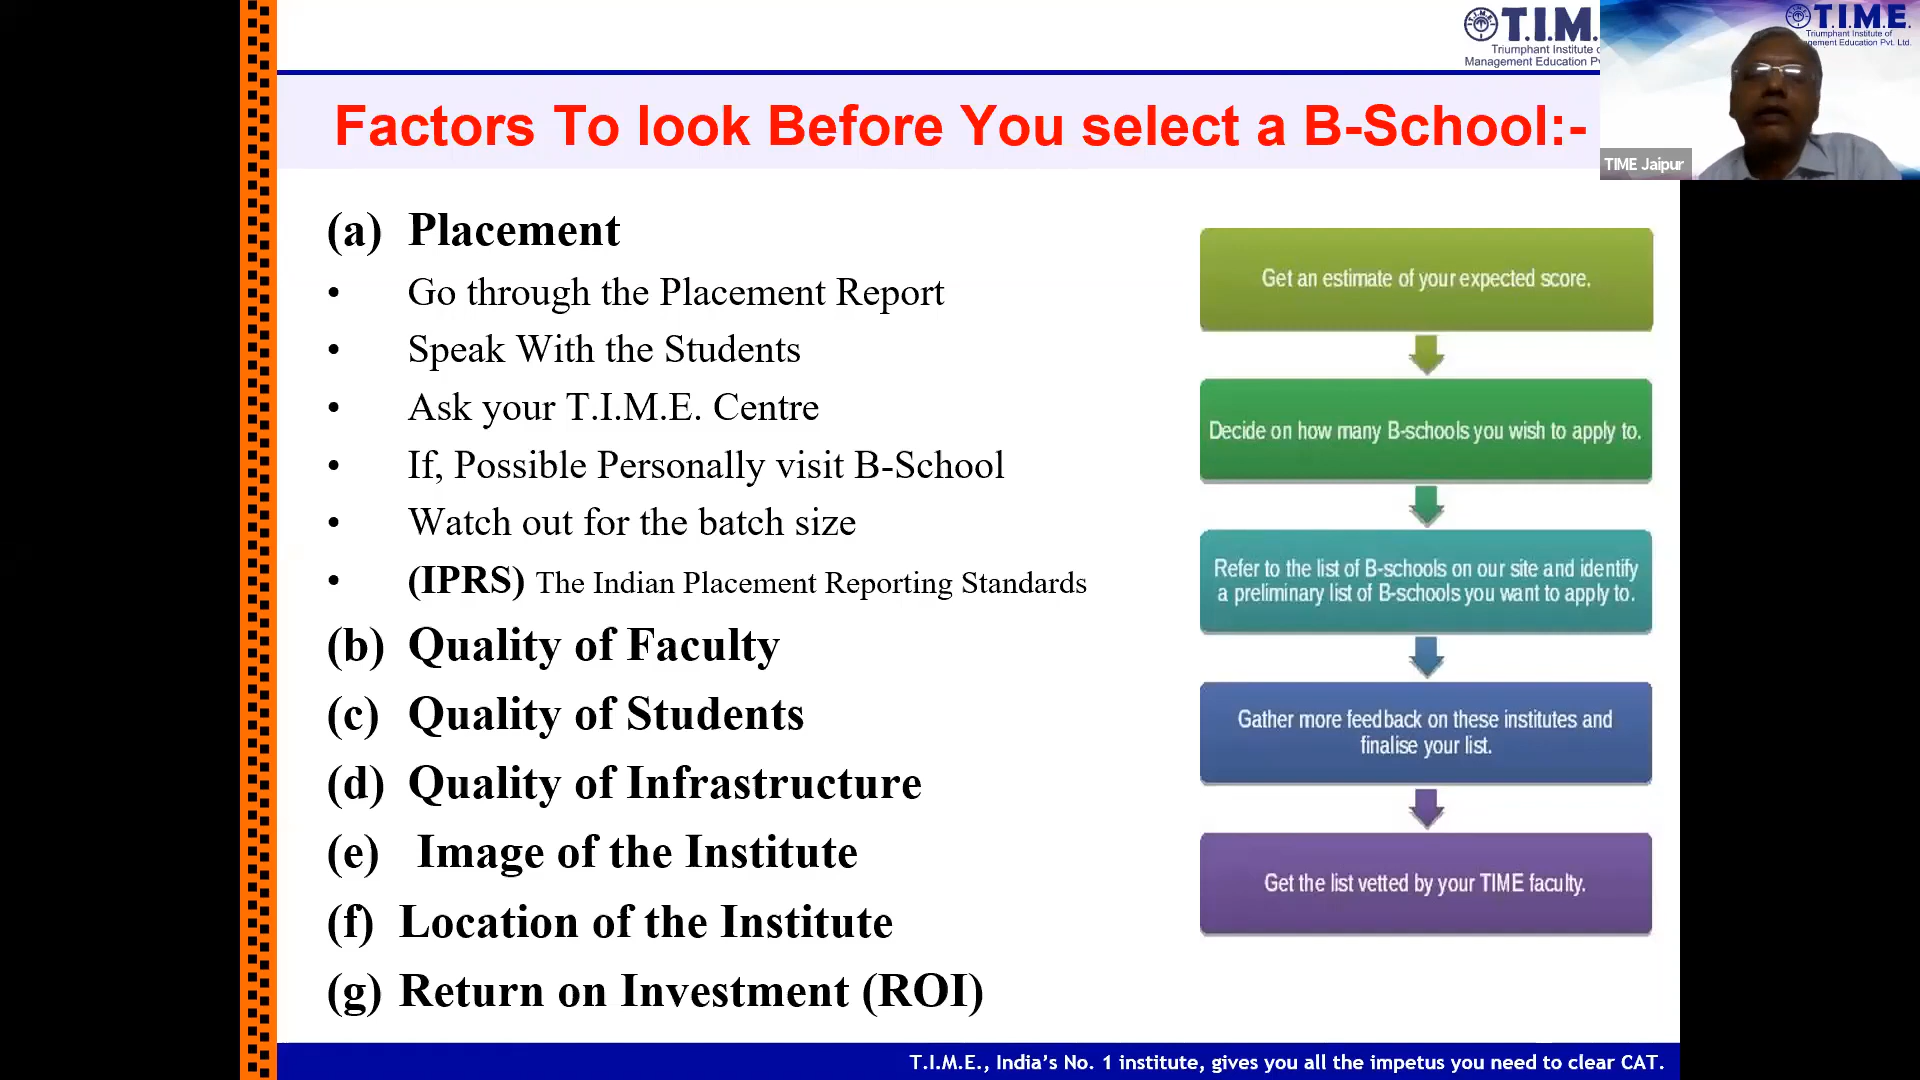 T.I.M.
Triumphant Institute
Management Education
T.I.M.E.
Triumphant Institute of
Management Education Pvt. Ltd.
Factors To look Before You select a B-School:-
TIME Jaipur
(a) Placement
• Go through the Placement Report
• Speak With the Students
• Ask your T.I.M.E. Centre
• If, Possible Personally visit B-School
• Watch out for the batch size
• (IPRS) The Indian Placement Reporting Standards
(b) Quality of Faculty
(c) Quality of Students
(d) Quality of Infrastructure
(e) Image of the Institute
(f) Location of the Institute
(g) Return on Investment (ROI)
Get an estimate of your expected score.
Decide on how many B-schools you wish to apply to.
Refer to the list of B-schools on our site and identify
a preliminary list of B-schools you want to apply to.
Gather more feedback on these institutes and
finalise your list.
Get the list vetted by your TIME faculty.
T.I.M.E., India's No. 1 institute, gives you all the impetus you need to clear CAT.